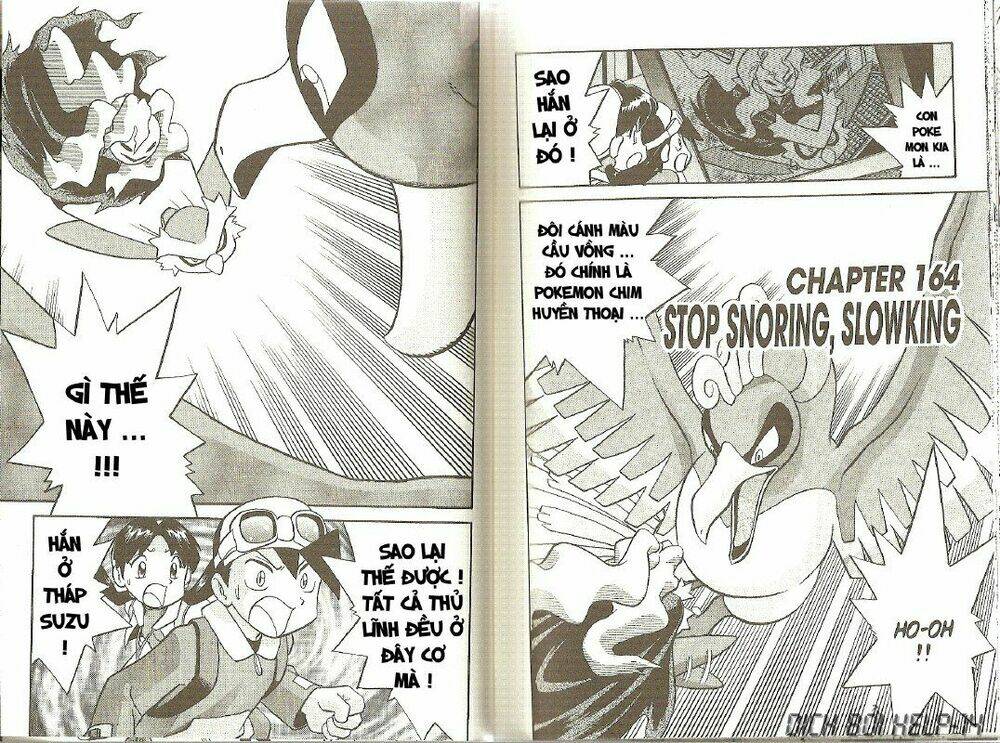 GÌ THẾ
NÀY ...
!!!
HẮN
Ở
THÁP
SUZU
!
SAO LẠI
THẾ ĐƯỢC !
TẤT CẢ THỦ
LĨNH ĐỀU Ở
ĐÂY CƠ
MÀ !
SAO
HẮN
LẠI Ở
ĐÓ !
CON
POKE
MON KIA
LÀ ...
ĐÔI CÁNH MÀU
CẦU VỒNG ...
ĐÓ CHÍNH LÀ
POKEMON CHIM
HUYỀN THOẠI ...
CHAPTER 164
STOP SNORING, SLOWKING
HO-OH
!!
DỊCH BỞI KELP-14